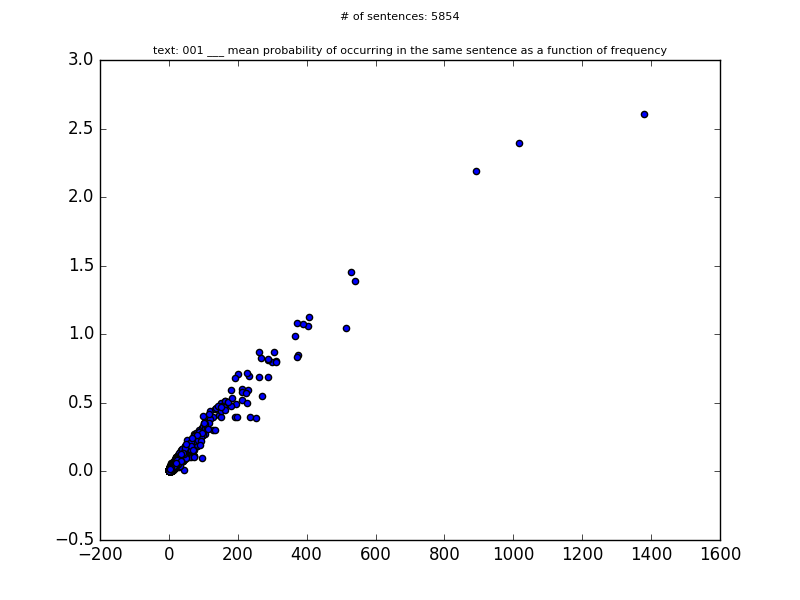 # of sentences: 5854
text: 001 ___ mean probability of occurring in the same sentence as a function of frequency
3.0
2.5
2.0
1.5
1.0
0.5
0.0
−0.5
−200 0 200 400 600 800 1000 1200 1400 1600